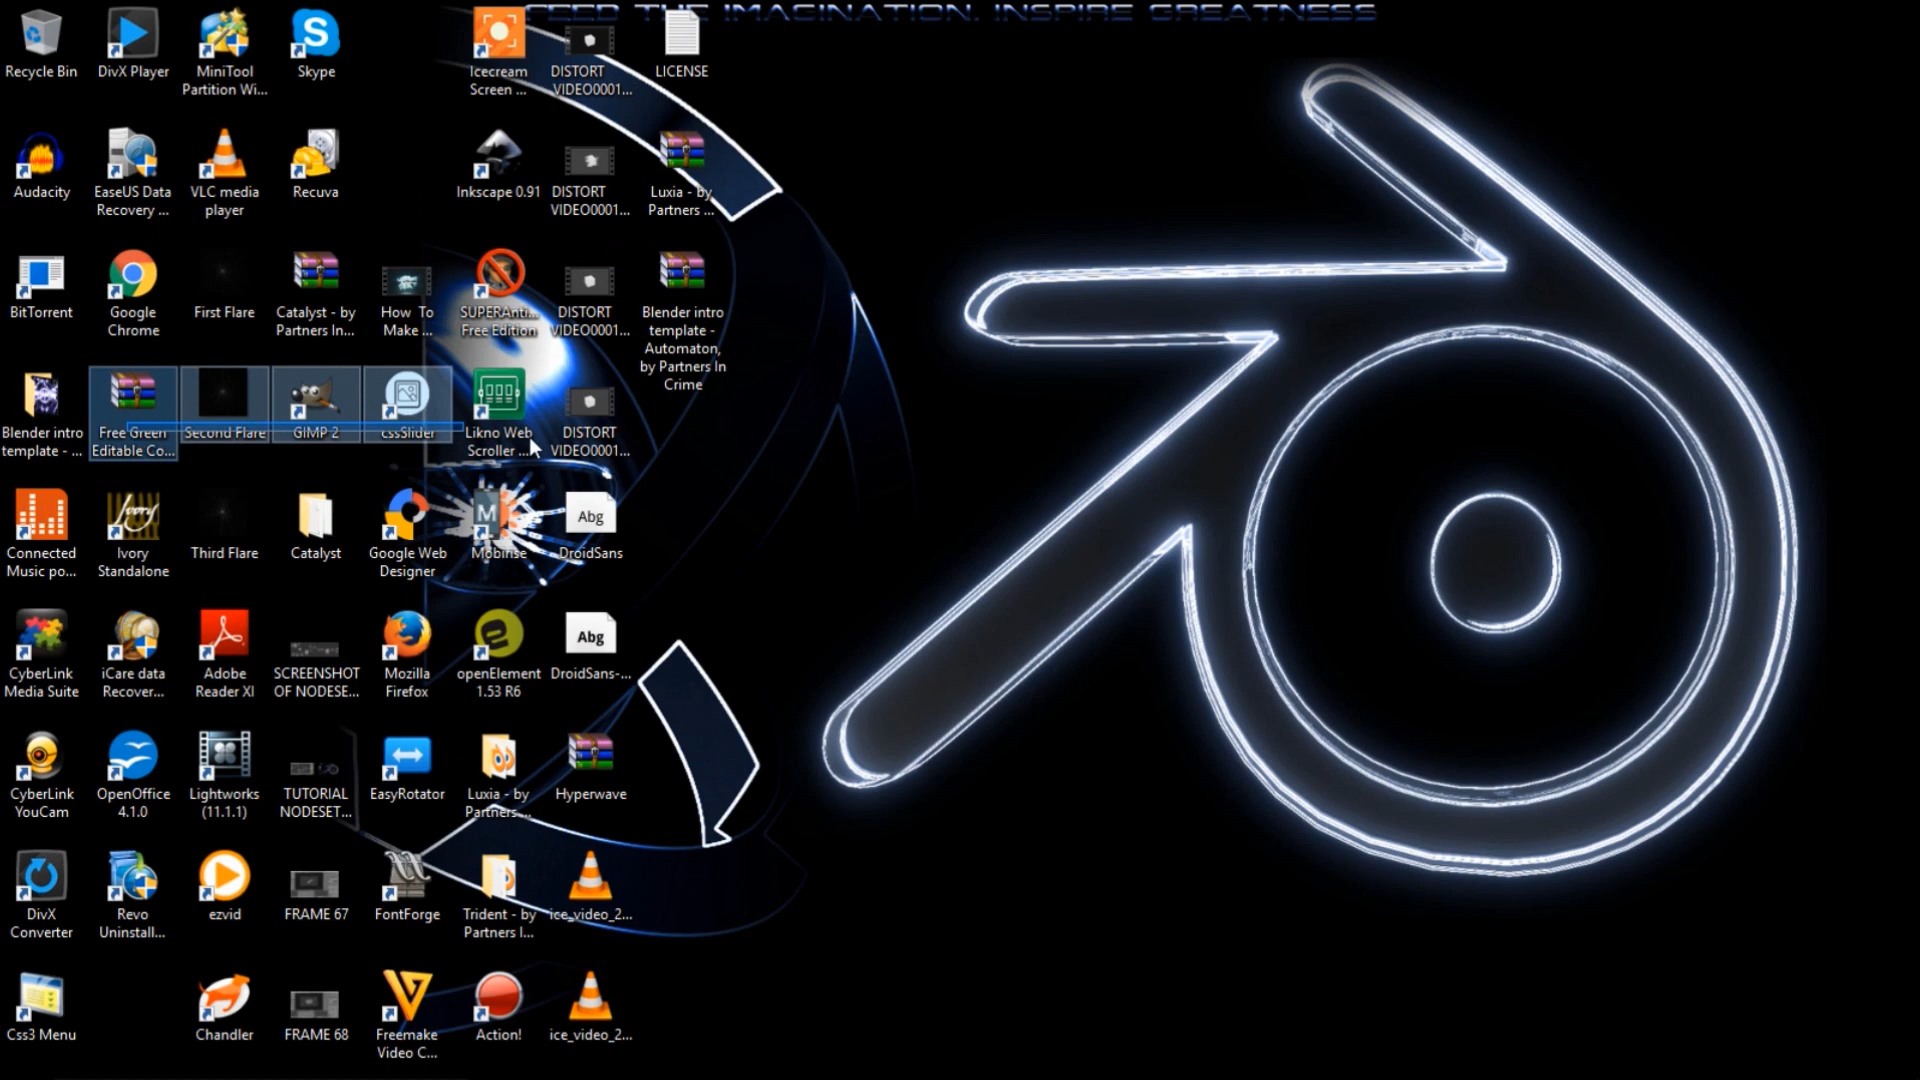 FEED THE IMAGINATION. INSPIRE GREATNESS
Recycle Bin
DivX Player
MiniTool
Partition Wi...
Skype
Icecream
Screen ...
DISTORT
VIDEO0001...
LICENSE
Audacity
EaseUS Data
Recovery ...
VLC media
player
Recuva
Inkscape 0.91
DISTORT
VIDEO0001...
Luxia - by
Partners ...
BitTorrent
Google
Chrome
First Flare
Catalyst - by
Partners In...
How To
Make ...
SUPERAnti...
Free Edition
DISTORT
VIDEO0001...
Blender intro
template -
Automaton,
by Partners In
Crime
Blender intro
template - ...
Free Green
Editable Co...
Second Flare
GIMP 2
cssSlider
Likno Web
Scroller ...
DISTORT
VIDEO0001...
Connected
Music po...
Ivory
Ivory
Standalone
Third Flare
Catalyst
Google Web
Designer
M
Mobirise
Abg
DroidSans
CyberLink
Media Suite
iCare data
Recover...
Adobe
Reader XI
SCREENSHOT
OF NODESE...
Mozilla
Firefox
openElement
1.53 R6
Abg
DroidSans-...
CyberLink
YouCam
OpenOffice
4.1.0
Lightworks
(11.1.1)
TUTORIAL
NODESET...
EasyRotator
Luxia - by
Partners ...
Hyperwave
DivX
Converter
Revo
Uninstall...
ezvid
FRAME 67
FontForge
Trident - by
Partners I...
ice_video_2...
Css3 Menu
Chandler
FRAME 68
Freemake
Video C...
Action!
ice_video_2...